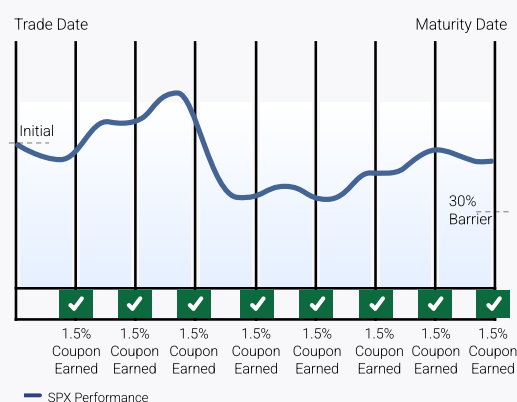 Trade Date
Maturity Date
Initial
30%
Barrier
1.5% 1.5% 1.5% 1.5% 1.5% 1.5% 1.5% 1.5%
Coupon Coupon Coupon Coupon Coupon Coupon Coupon Coupon
Earned Earned Earned Earned Earned Earned Earned Earned
SPX Performance